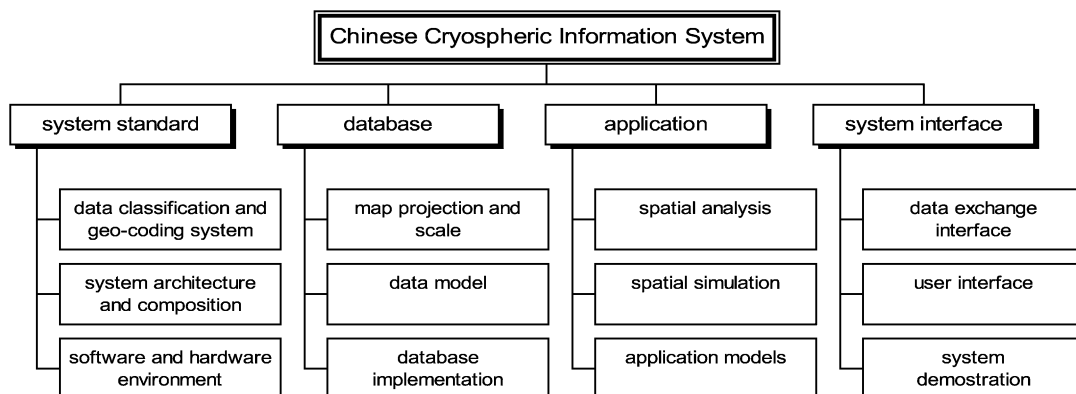 Chinese Cryospheric Information System
system standard
database
application
system interface
data classification and
geo-coding system
system architecture
and composition
software and hardware
environment
map projection and
scale
data model
database
implementation
spatial analysis
spatial simulation
application models
data exchange
interface
user interface
system
demostration